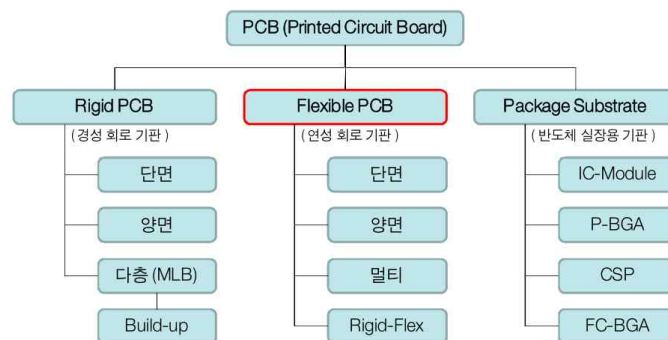 PCB (Printed Circuit Board)
Rigid PCB
( 경성 회로 기판 )
단면
양면
다층 (MLB)
Build-up
Flexible PCB
( 연성 회로 기판 )
단면
양면
멀티
Rigid-Flex
Package Substrate
( 반도체 실장용 기판 )
IC-Module
P-BGA
CSP
FC-BGA